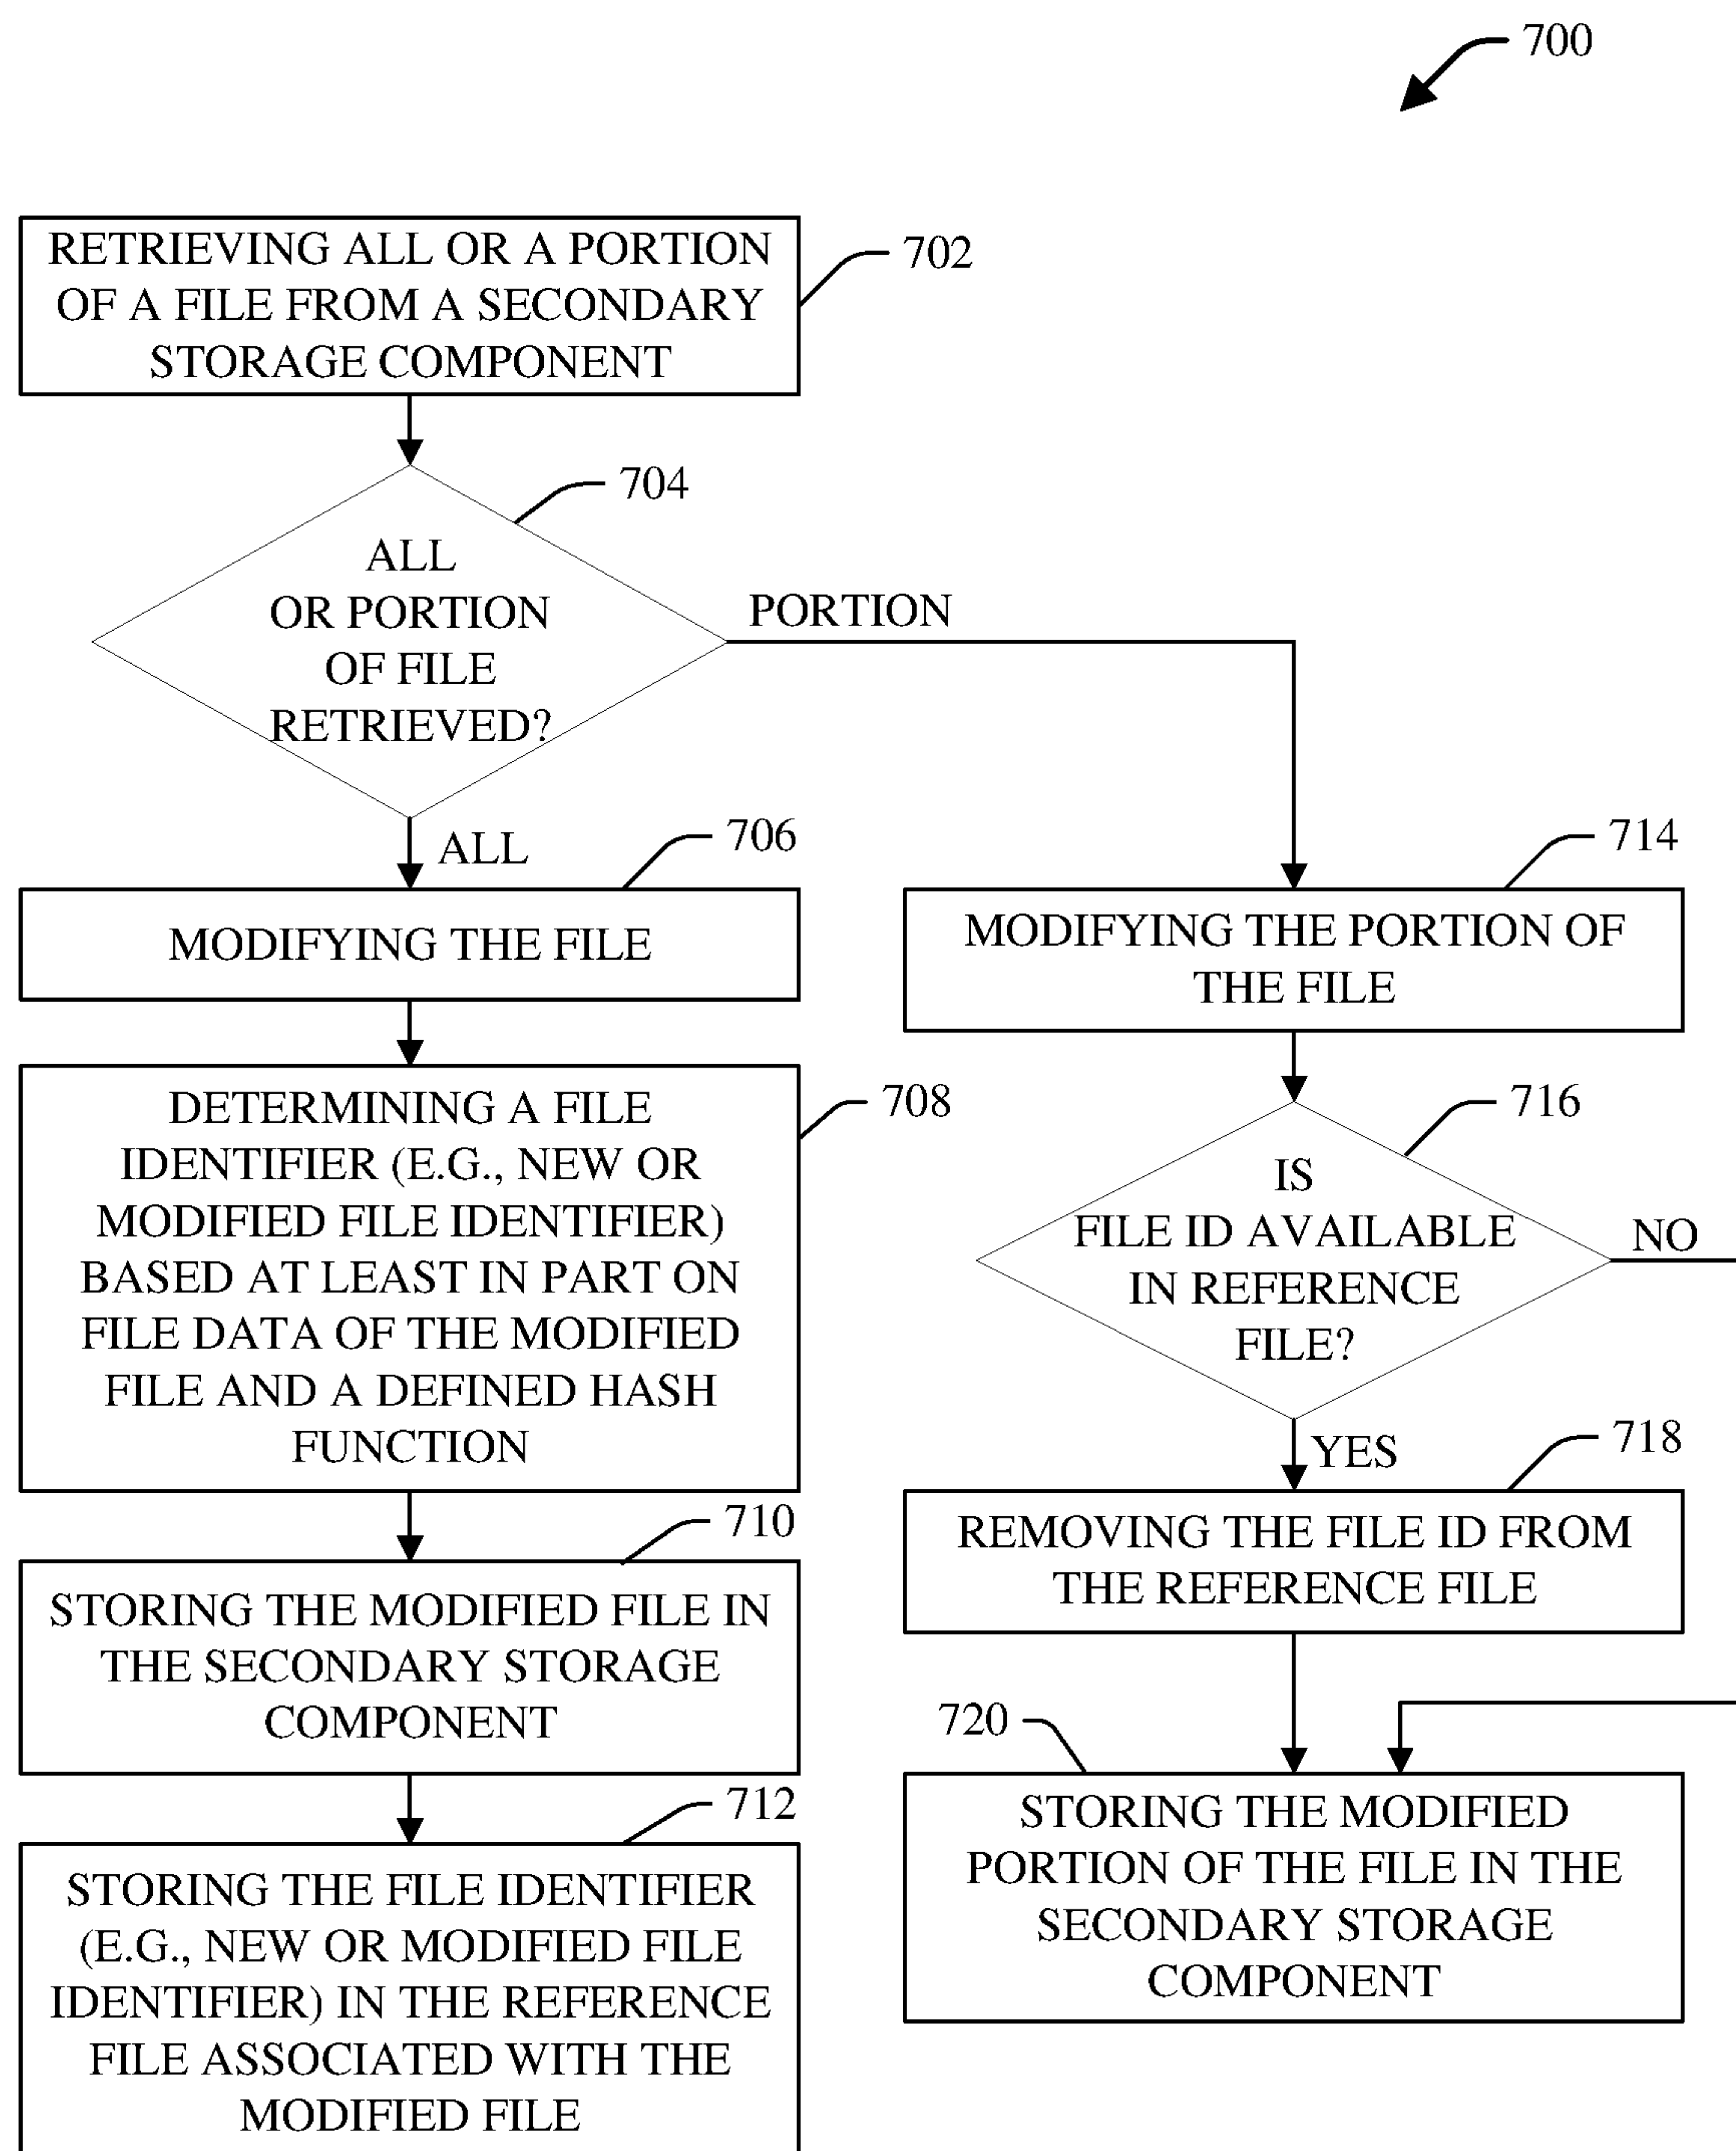 700
RETRIEVING ALL OR A PORTION
OF A FILE FROM A SECONDARY
STORAGE COMPONENT
702
704
ALL
OR PORTION
OF FILE
RETRIEVED?
PORTION
ALL
706
MODIFYING THE FILE
708
DETERMINING A FILE
IDENTIFIER (E.G., NEW OR
MODIFIED FILE IDENTIFIER)
BASED AT LEAST IN PART ON
FILE DATA OF THE MODIFIED
FILE AND A DEFINED HASH
FUNCTION
710
STORING THE MODIFIED FILE IN
THE SECONDARY STORAGE
COMPONENT
712
STORING THE FILE IDENTIFIER
(E.G., NEW OR MODIFIED FILE
IDENTIFIER) IN THE REFERENCE
FILE ASSOCIATED WITH THE
MODIFIED FILE
714
MODIFYING THE PORTION OF
THE FILE
716
IS
FILE ID AVAILABLE
IN REFERENCE
FILE?
NO
YES
718
REMOVING THE FILE ID FROM
THE REFERENCE FILE
720
STORING THE MODIFIED
PORTION OF THE FILE IN THE
SECONDARY STORAGE
COMPONENT